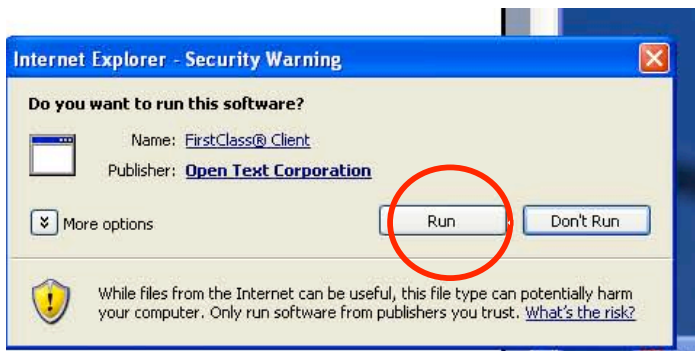 Internet Explorer - Security Warning
Do you want to run this software?
Name: FirstClass® Client
Publisher: Open Text Corporation
More options
Run
Don't Run
While files from the Internet can be useful, this file type can potentially harm
your computer. Only run software from publishers you trust. What's the risk?